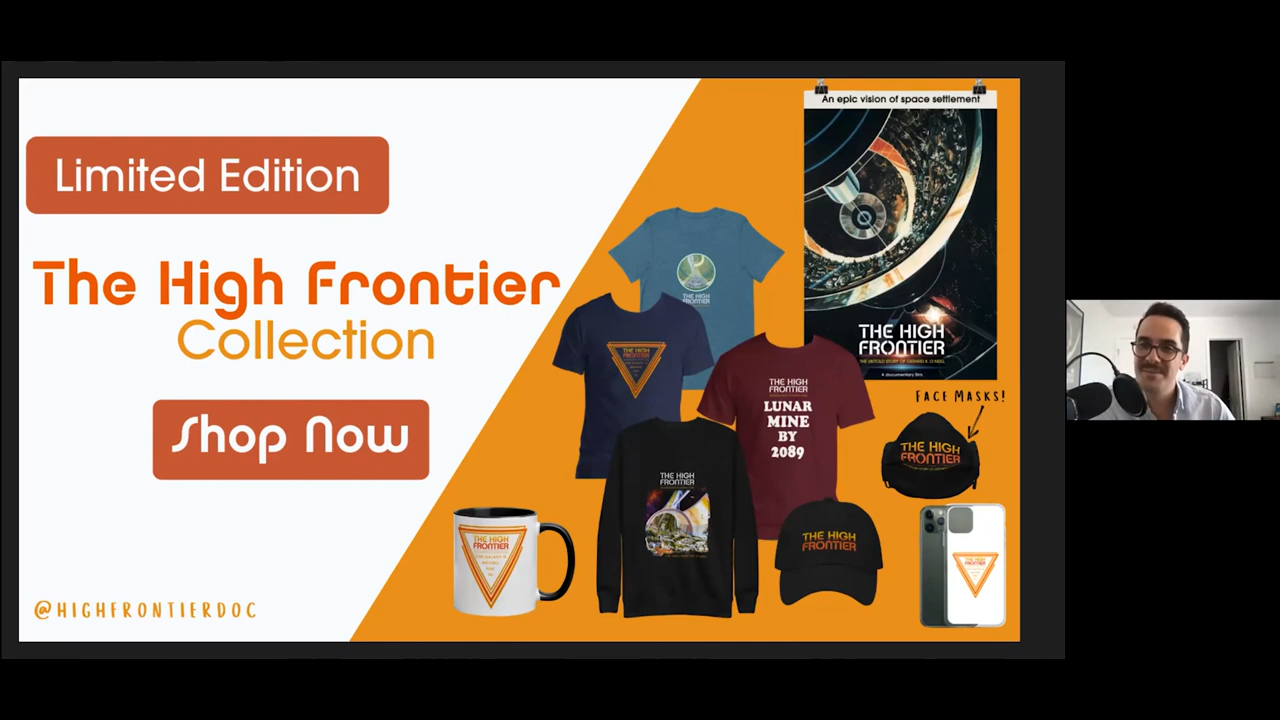 Limited Edition
The High Frontier
Collection
Shop Now
@HIGHFRONTIERDOC
An epic vision of space settlement
THE HIGH
FRONTIER
THE UNTOLD STORY OF GERARD K. O'NEILL
A documentary film
THE HIGH
FRONTIER
THE HIGH
FRONTIER
THE HIGH
FRONTIER
LUNAR
MINE
BY
2089
FACE MASKS!
THE HIGH
FRONTIER
THE HIGH
FRONTIER
THE HIGH
FRONTIER
THE HIGH
FRONTIER
THE HIGH
FRONTIER